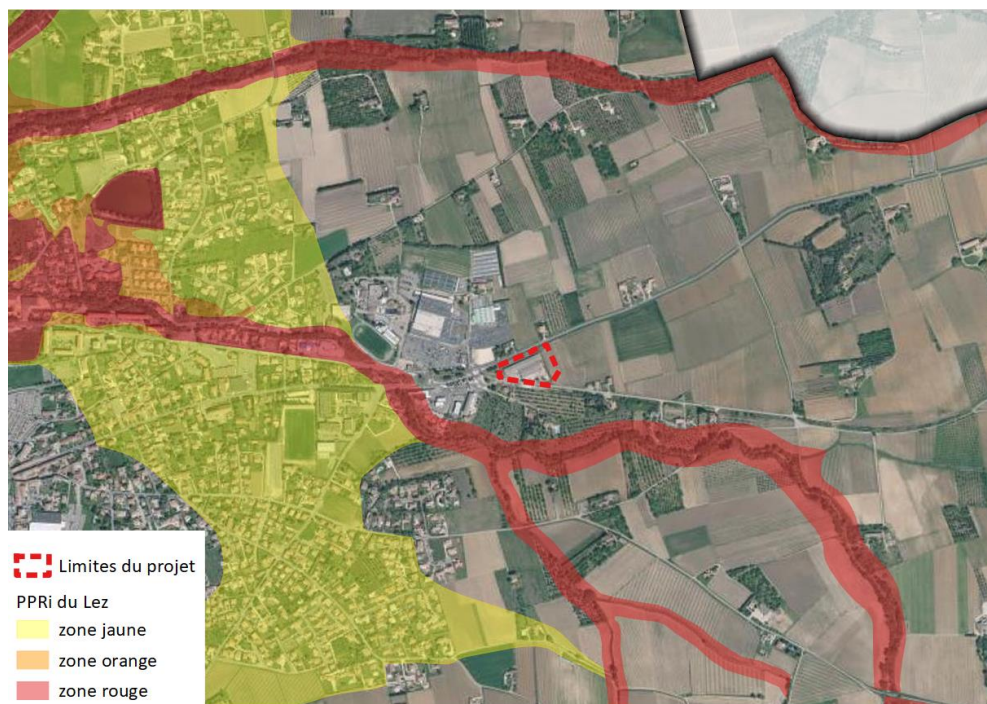 Limites du projet
PPRi du Lez
zone jaune
zone orange
zone rouge